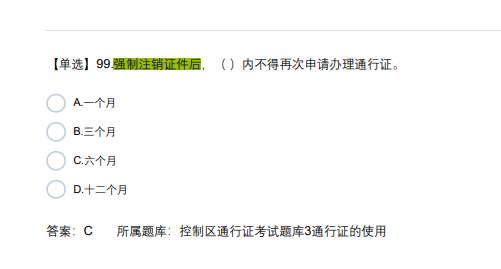 【单选】99.强制注销证件后，（ ）内不得再次申请办理通行证。
A.一个月
B.三个月
C.六个月
D.十二个月
答案：C 所属题库：控制区通行证考试题库3通行证的使用